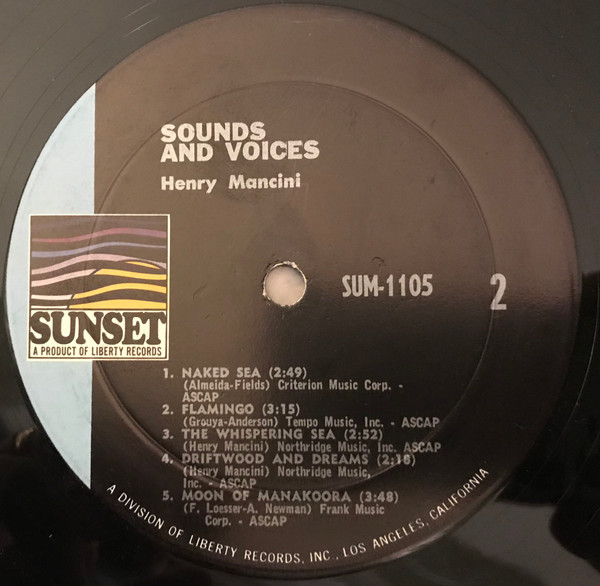 SOUNDS
AND VOICES
Henry Mancini
SUM-1105
2
SUNSET
A PRODUCT OF LIBERTY RECORDS
1. NAKED SEA (2:49)
(Almeida-Fields) Criterion Music Corp. -
ASCAP
2. FLAMINGO (3:15)
(Grouya-Anderson) Tempo Music, Inc. - ASCAP
3. THE WHISPERING SEA (2:52)
(Henry Mancini) Northridge Music, Inc. ASCAP
4. DRIFTWOOD AND DREAMS (2:18)
(Henry Mancini) Northridge Music,
Inc. - ASCAP
5. MOON OF MANAKOORA (3:48)
(F. Loesser-A. Newman) Frank Music
Corp. - ASCAP
A DIVISION OF LIBERTY RECORDS, INC., LOS ANGELES, CALIFORNIA